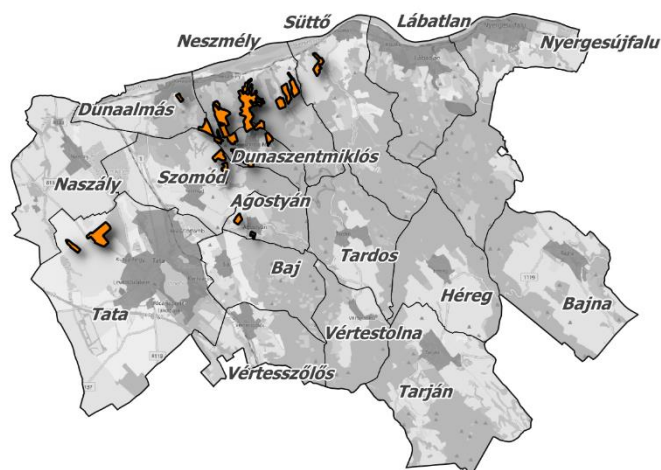 Süttő
Lábatlan
Neszmély
Nyergesújfalu
Dunaalmás
Dunaszentmiklós
Szomód
Naszály
Agostyán
Tardos
Baj
Héreg
Bajna
Tata
Vértestolna
Vértesszőlős
Tarján